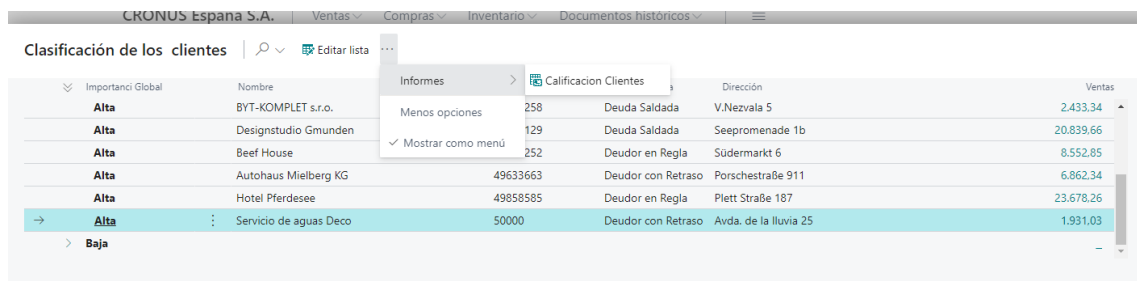 CRONUS España S.A. Ventas Compras Inventario Documentos históricos
Clasificación de los clientes Editar lista ...
Informes Calificacion Clientes
Menos opciones
Mostrar como menú
Importanci Global Nombre Dirección Ventas
Alta BYT-KOMPLET s.r.o. 258 Deuda Saldada V.Nezvala 5 2.433,34
Alta Designstudio Gmunden 129 Deuda Saldada Seepromenade 1b 20.839,66
Alta Beef House 252 Deudor en Regla Südermarkt 6 8.552,85
Alta Autohaus Mielberg KG 49633663 Deudor con Retraso Porschestraße 911 6.862,34
Alta Hotel Pferdesee 49858585 Deudor en Regla Plett Straße 187 23.678,26
Alta Servicio de aguas Deco 50000 Deudor con Retraso Avda. de la lluvia 25 1.931,03
Baja –